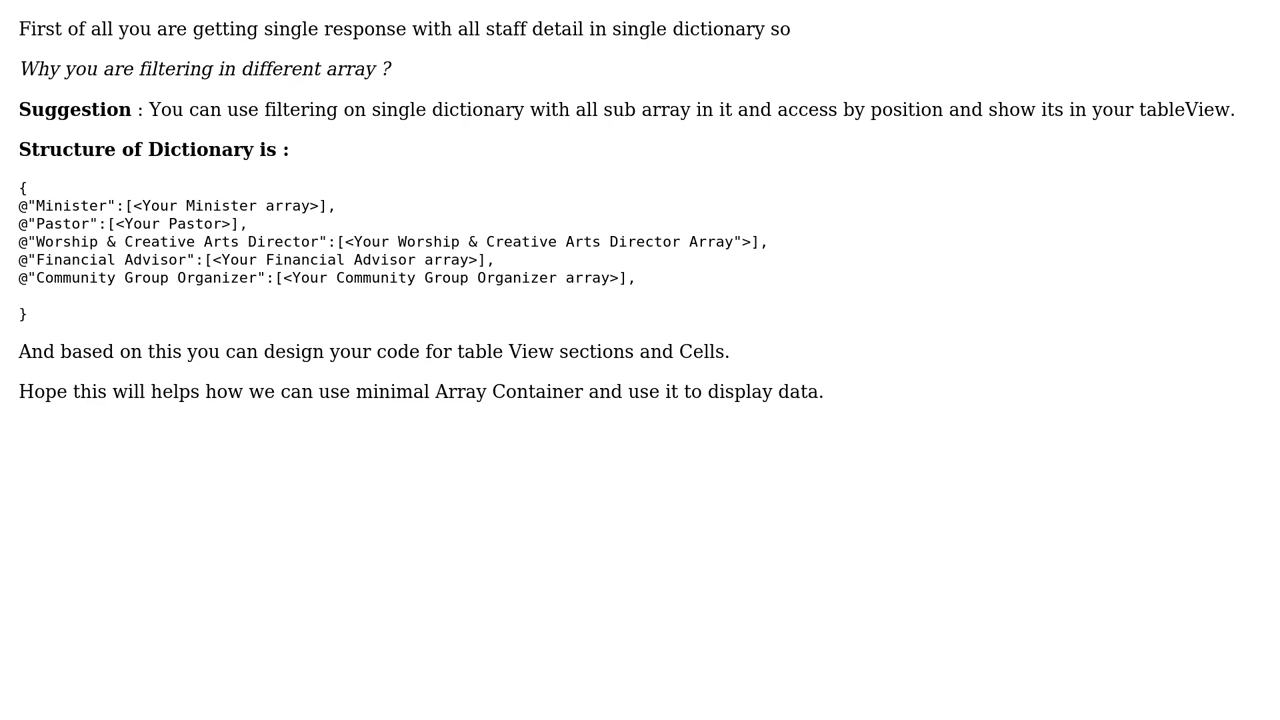 First of all you are getting single response with all staff detail in single dictionary so
Why you are filtering in different array ?
Suggestion : You can use filtering on single dictionary with all sub array in it and access by position and show its in your tableView.
Structure of Dictionary is :
{
@"Minister":[<Your Minister array>],
@"Pastor":[<Your Pastor>],
@"Worship & Creative Arts Director":[<Your Worship & Creative Arts Director Array">],
@"Financial Advisor":[<Your Financial Advisor array>],
@"Community Group Organizer":[<Your Community Group Organizer array>],
}
And based on this you can design your code for table View sections and Cells.
Hope this will helps how we can use minimal Array Container and use it to display data.